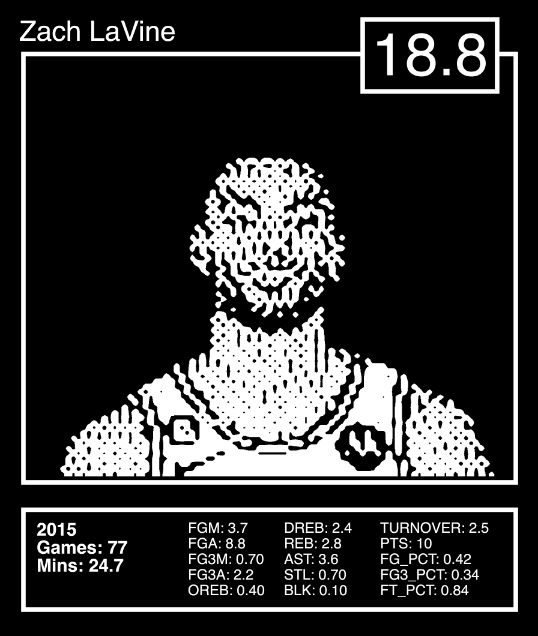 Zach LaVine
18.8
2015
Games: 77
Mins: 24.7
FGM: 3.7
FGA: 8.8
FG3M: 0.70
FG3A: 2.2
OREB: 0.40
DREB: 2.4
REB: 2.8
AST: 3.6
STL: 0.70
BLK: 0.10
TURNOVER: 2.5
PTS: 10
FG_PCT: 0.42
FG3_PCT: 0.34
FT_PCT: 0.84